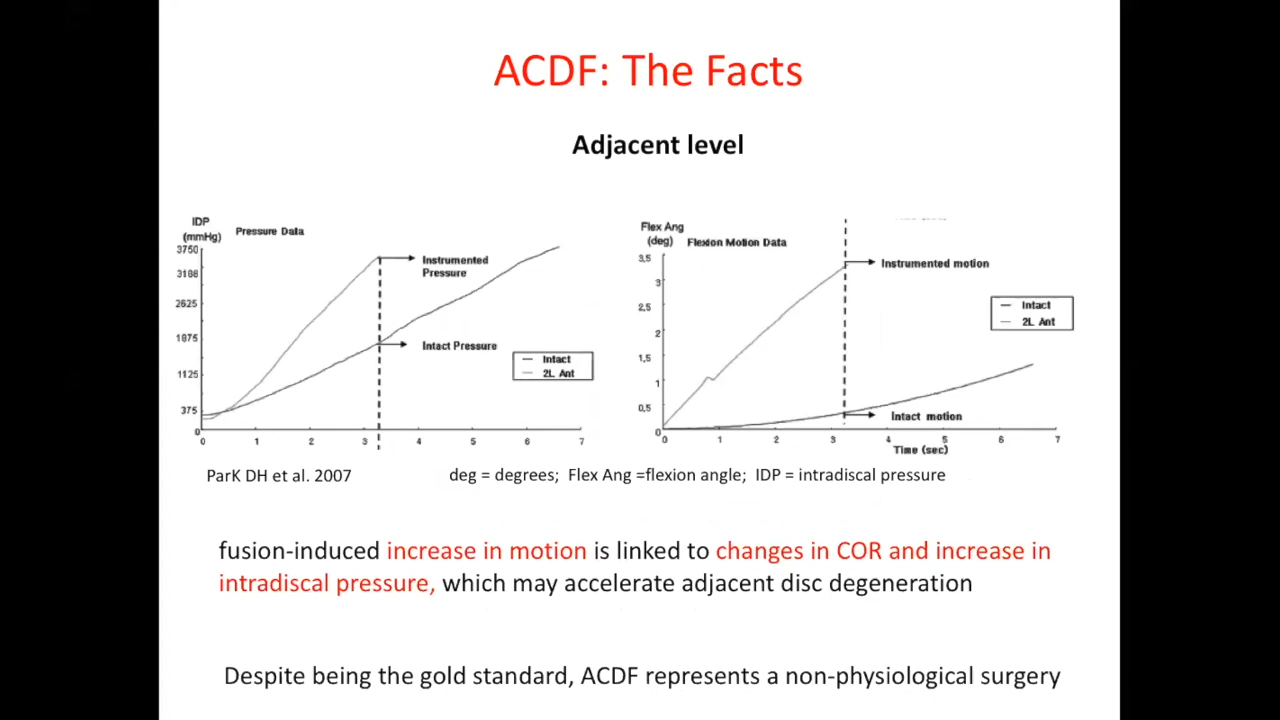 ACDF: The Facts
Adjacent level
IDP
(mmHg)
Pressure Data
3750
3188
2625
1875
1125
375
0
0 1 2 3 4 5 6 7
Instrumented
Pressure
Intact Pressure
Intact
2L Ant
Flex Ang
(deg)
Flexion Motion Data
3,5
3
2,5
2
1,5
1
0,5
0
0 1 2 3 4 5 6 7
Time (sec)
Instrumented motion
Intact
2L Ant
Intact motion
ParK DH et al. 2007
deg = degrees; Flex Ang =flexion angle; IDP = intradiscal pressure
fusion-induced increase in motion is linked to changes in COR and increase in
intradiscal pressure, which may accelerate adjacent disc degeneration
Despite being the gold standard, ACDF represents a non-physiological surgery